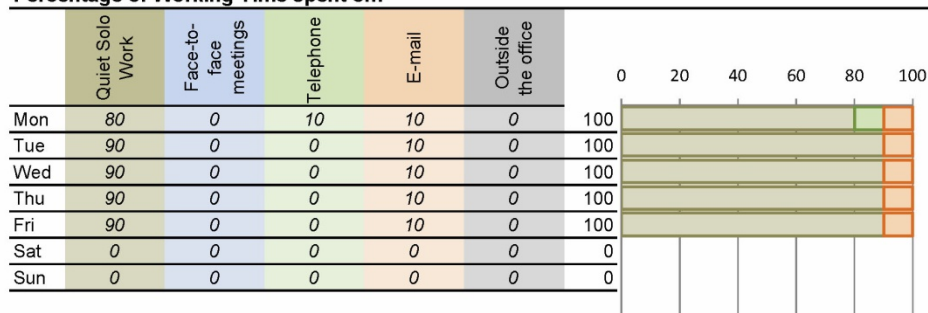 Percentage of Working Time spent on:
Quiet Solo Work
Face-to-face meetings
Telephone
E-mail
Outside the office
0 20 40 60 80 100
Mon 80 0 10 10 0 100
Tue 90 0 0 10 0 100
Wed 90 0 0 10 0 100
Thu 90 0 0 10 0 100
Fri 90 0 0 10 0 100
Sat 0 0 0 0 0 0
Sun 0 0 0 0 0 0